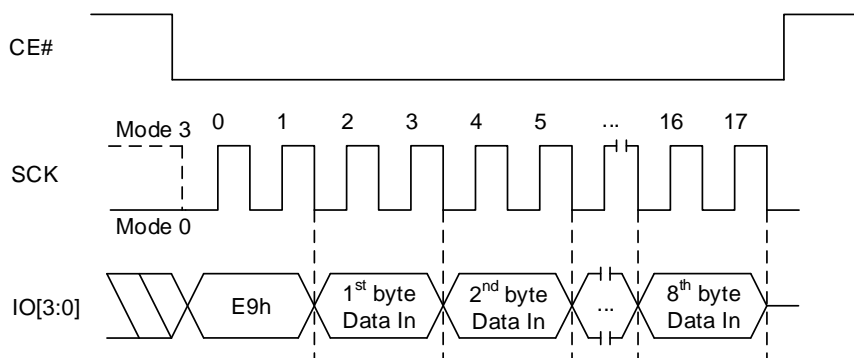 CE#
Mode 3 0 1 2 3 4 5 ... 16 17
SCK
Mode 0
IO[3:0] E9h 1st byte Data In 2nd byte Data In ... 8th byte Data In